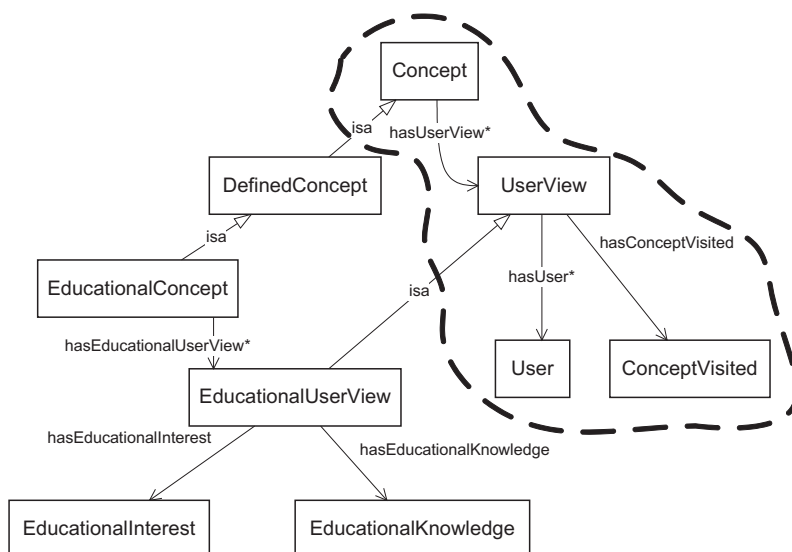 Concept
isa
hasUserView*
DefinedConcept
UserView
isa
hasConceptVisited
EducationalConcept
isa
hasUser*
hasEducationalUserView*
User
ConceptVisited
EducationalUserView
hasEducationalInterest
hasEducationalKnowledge
EducationalInterest
EducationalKnowledge